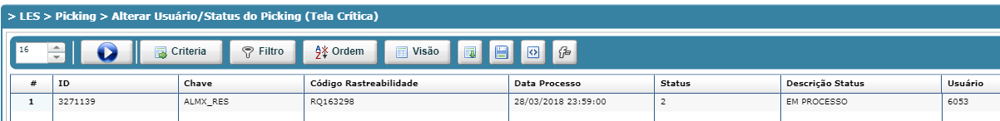 > LES > Picking > Alterar Usuário/Status do Picking (Tela Crítica)
16 Criteria Filtro Ordem Visão
# ID Chave Código Rastreabilidade Data Processo Status Descrição Status Usuário
1 3271139 ALMX_RES RQ163298 28/03/2018 23:59:00 2 EM PROCESSO 6053